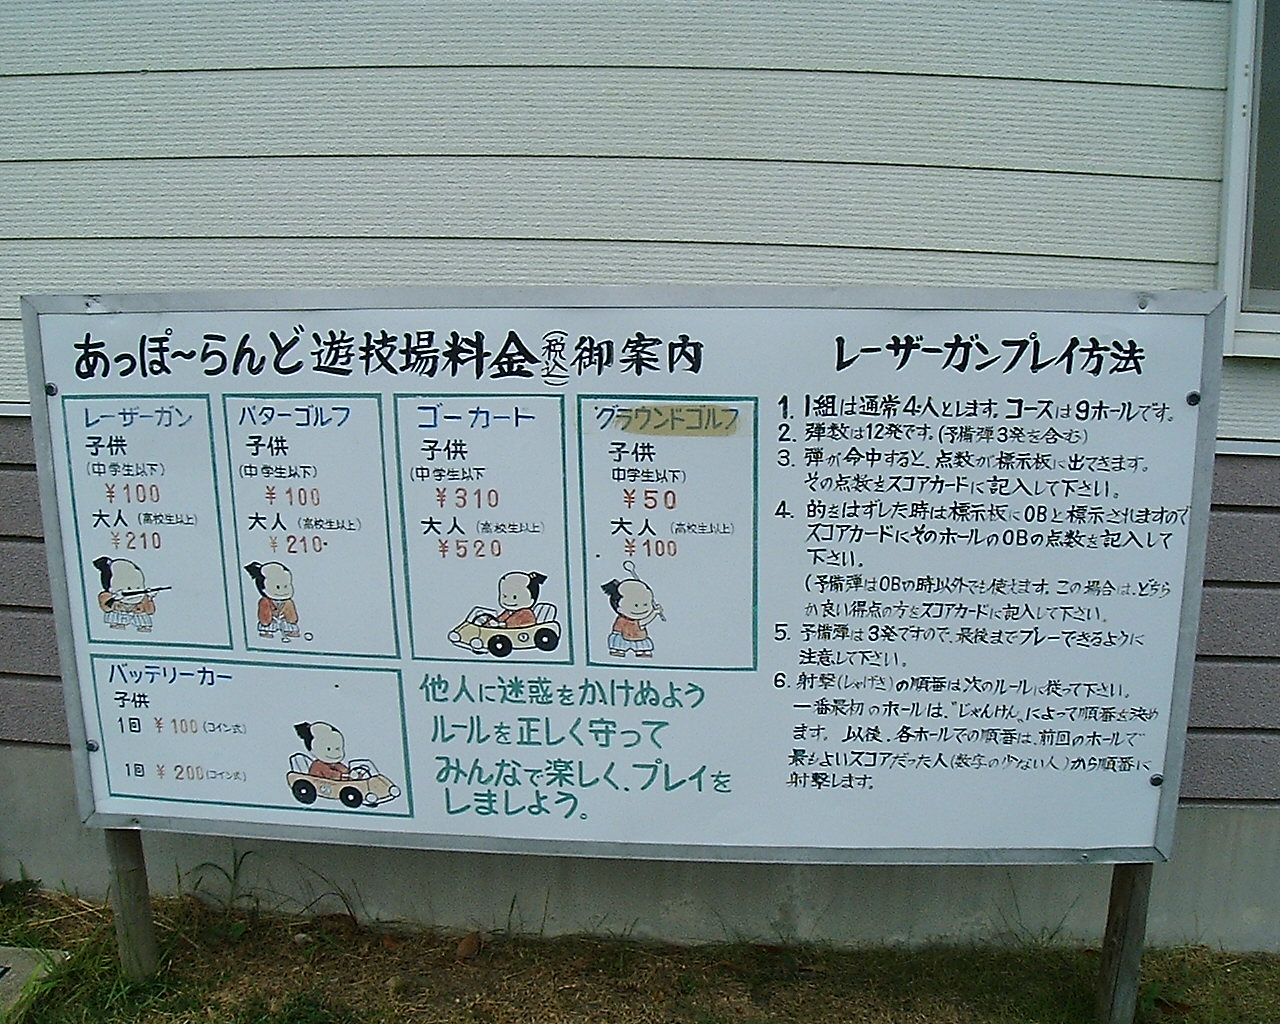 あっぽ～らんど遊技場料金(税込)御案内
レーザーガン
子供
(中学生以下)
￥100
大人(高校生以上)
￥210
パターゴルフ
子供
(中学生以下)
￥100
大人(高校生以上)
￥210
ゴーカート
子供
(中学生以下
￥310
大人(高校生以上)
￥520
グラウンドゴルフ
子供
中学生以下)
￥50
大人(高校生以上)
￥100
バッテリーカー
子供
1回 ￥100(コイン式)
1回 ￥200(コイン式)
他人に迷惑をかけぬよう
ルールを正しく守って
みんなで楽しく、プレイを
しましょう。
レーザーガンプレイ方法
1. 1組は通常4人とします。コースは9ホールです。
2. 弾数は12発です。(予備弾3発を含む)
3. 弾が命中すると、点数が標示板に出てきます。
その点数をスコアカードに記入して下さい。
4. 的をはずした時は標示板にOBと標示されますので
スコアカードにそのホールのOBの点数を記入して
下さい。
(予備弾はOBの時以外でも使えます。この場合は、どちら
か良い得点の方をスコアカードに記入して下さい。
5. 予備弾は3発ですので、最後までプレーできるように
注意して下さい。
6. 射撃(しゃげき)の順番は次のルールに従って下さい。
一番最初のホールは、"じゃんけん"によって順番を決め
ます。以後、各ホールでの順番は、前回のホールで
最もよいスコアだった人(数字の少ない人)から順番に
射撃します。